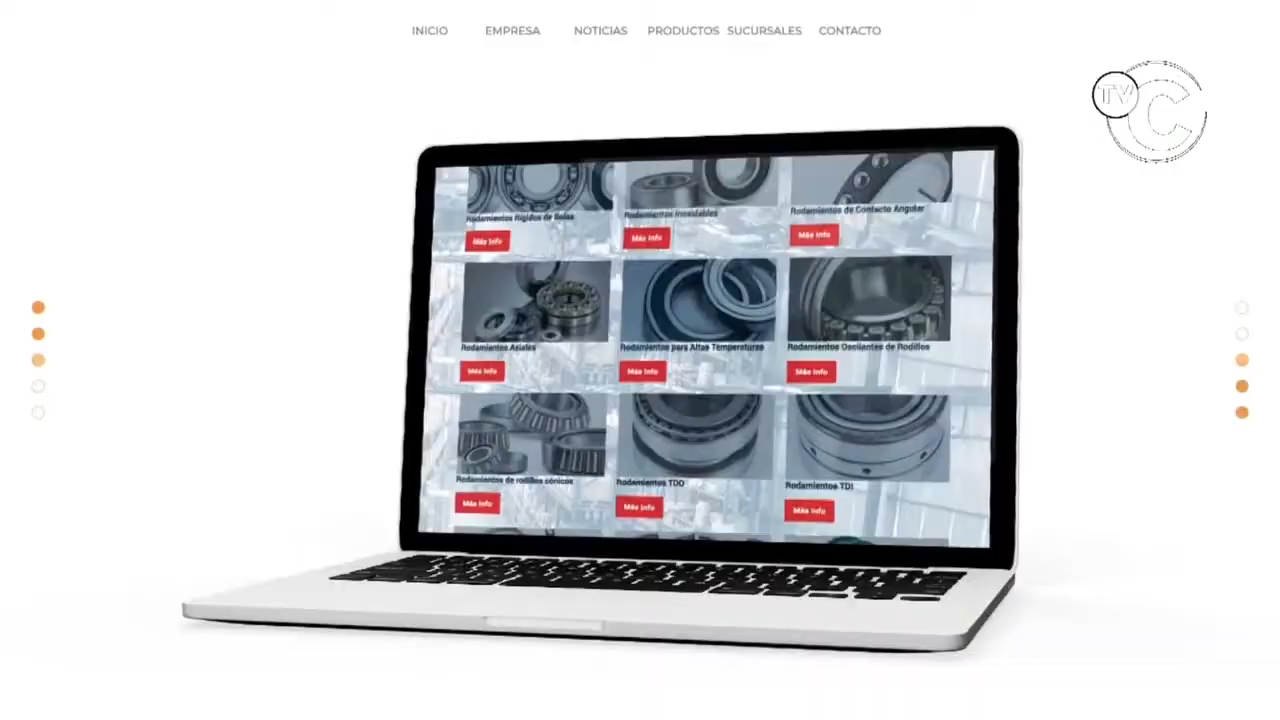 INICIO EMPRESA NOTICIAS PRODUCTOS SUCURSALES CONTACTO
TV C
Rodamientos Rígidos de Bolas
Rodamientos Inoxidables
Rodamientos de Contacto Angular
Más Info
Más Info
Más Info
Rodamientos Axiales
Rodamientos para Altas Temperaturas
Rodamientos Oscilantes de Rodillos
Más Info
Más Info
Más Info
Rodamientos de rodillos cónicos
Rodamientos TDO
Rodamientos TDI
Más Info
Más Info
Más Info